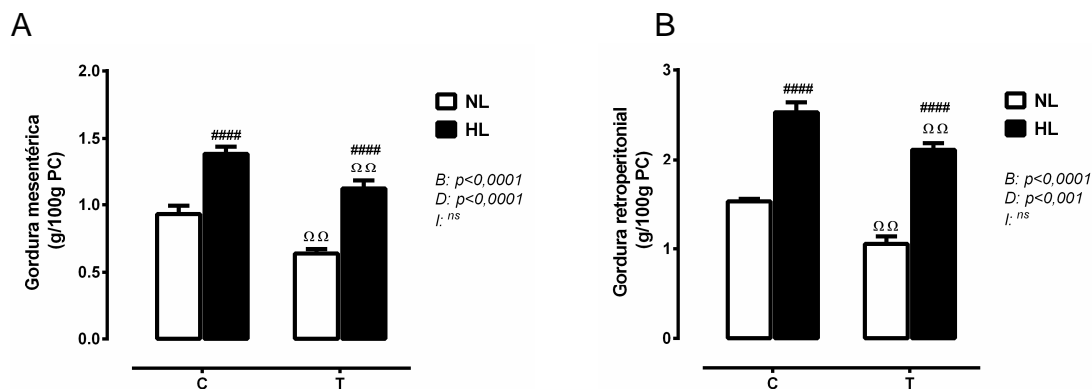 A
2.0
1.5
1.0
0.5
0.0
Gordura mesentérica
(g/100g PC)
####
####
ΩΩ
ΩΩ
C
T
NL
HL
B: p<0,0001
D: p<0,0001
I: ns
B
3
2
1
0
Gordura retroperitonial
(g/100g PC)
####
####
ΩΩ
ΩΩ
C
T
NL
HL
B: p<0,0001
D: p<0,001
I: ns